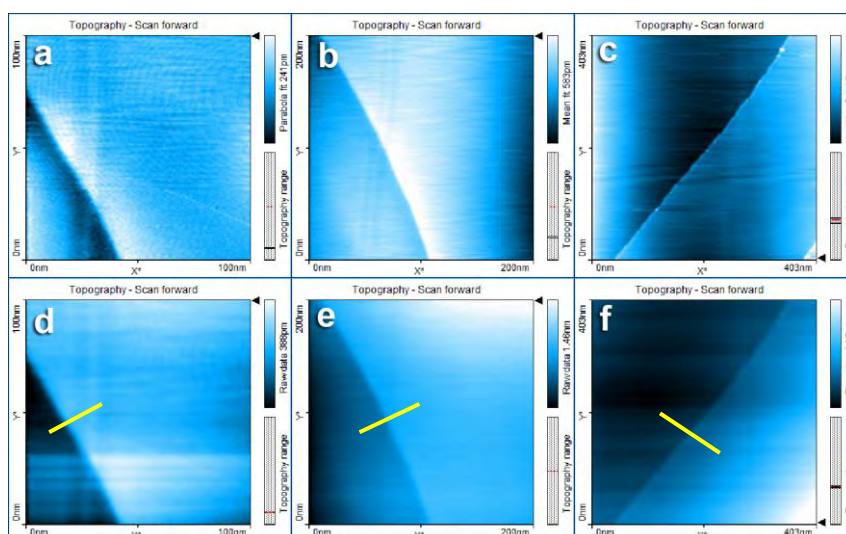 Topography - Scan forward
a
100nm
Y*
0nm
0nm
X*
100nm
Parabola fit 241pm
Topography range
Topography - Scan forward
b
200nm
Y*
0nm
0nm
X*
200nm
Mean fit 583pm
Topography range
Topography - Scan forward
c
403nm
Y*
0nm
0nm
X*
403nm
Topography - Scan forward
d
100nm
Y*
0nm
0nm
100nm
Rawdata 388pm
Topography range
Topography - Scan forward
e
200nm
Y*
0nm
0nm
200nm
Rawdata 1.46nm
Topography range
Topography - Scan forward
f
403nm
Y*
0nm
0nm
403nm